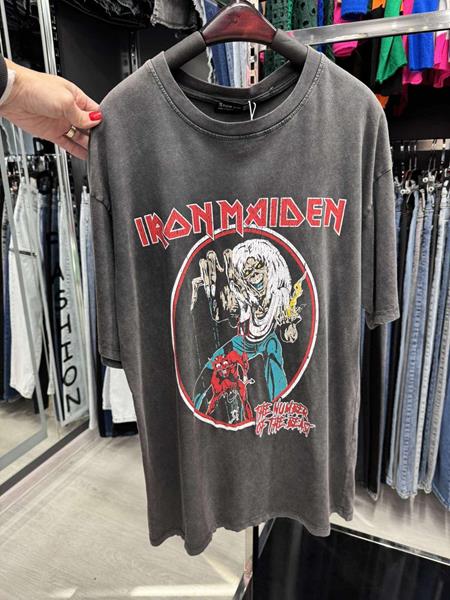 IRON MAIDEN
THE NUMBER
OF THE BEAST
FASHION